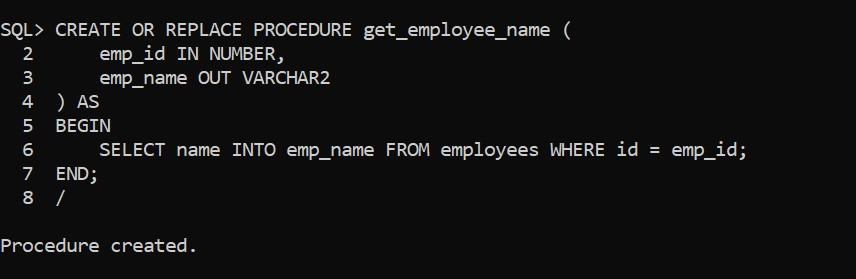 SQL> CREATE OR REPLACE PROCEDURE get_employee_name (
  2      emp_id IN NUMBER,
  3      emp_name OUT VARCHAR2
  4  ) AS
  5  BEGIN
  6      SELECT name INTO emp_name FROM employees WHERE id = emp_id;
  7  END;
  8  /
Procedure created.